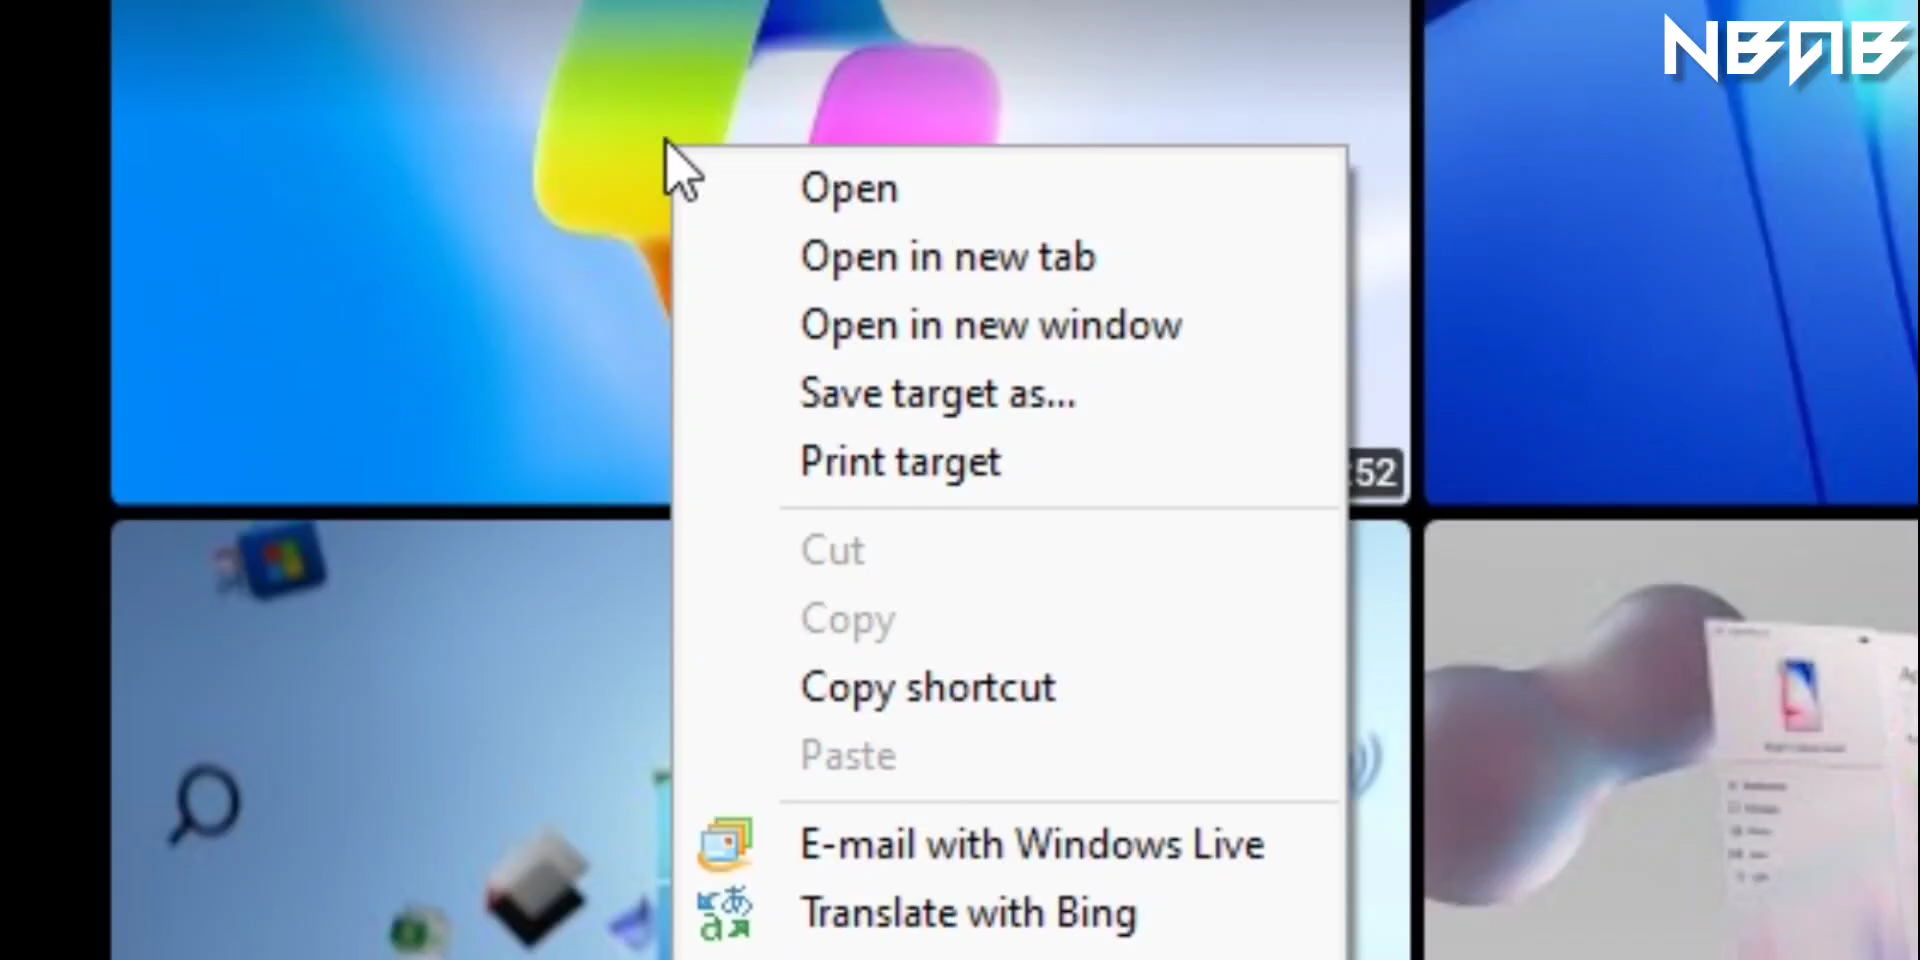 NBAB
Open
Open in new tab
Open in new window
Save target as...
Print target
:52
Cut
Copy
Copy shortcut
Paste
E-mail with Windows Live
Translate with Bing